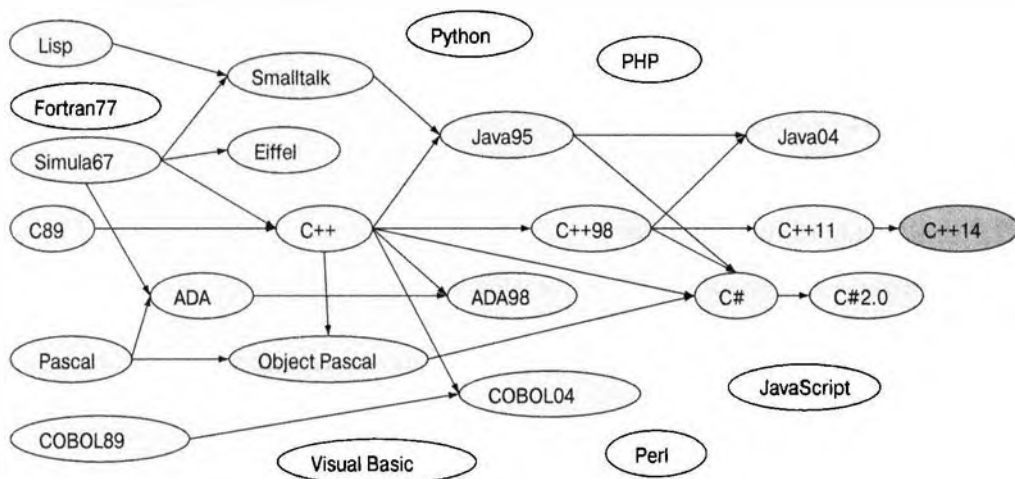 Python
Lisp
PHP
Smalltalk
Fortran77
Java95
Java04
Simula67
Eiffel
C89
C++
C++98
C++11
C++14
ADA
ADA98
C#
C#2.0
Pascal
Object Pascal
JavaScript
COBOL04
COBOL89
Visual Basic
Perl